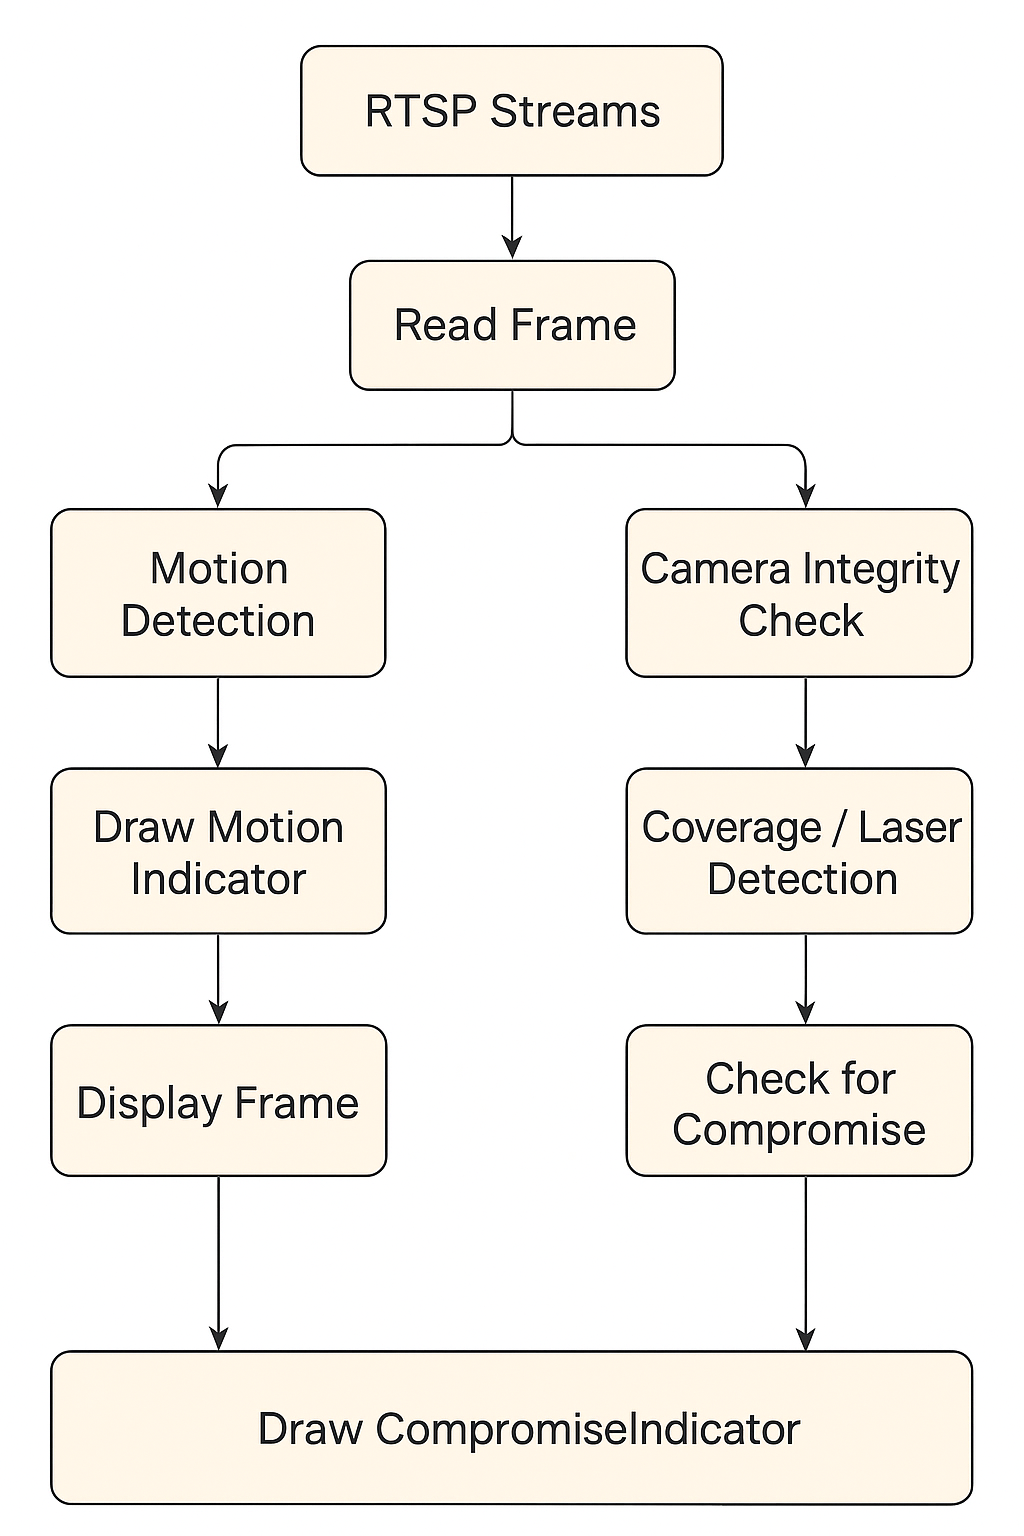 RTSP Streams
Read Frame
Motion
Detection
Camera Integrity
Check
Draw Motion
Indicator
Coverage / Laser
Detection
Display Frame
Check for
Compromise
Draw CompromiseIndicator